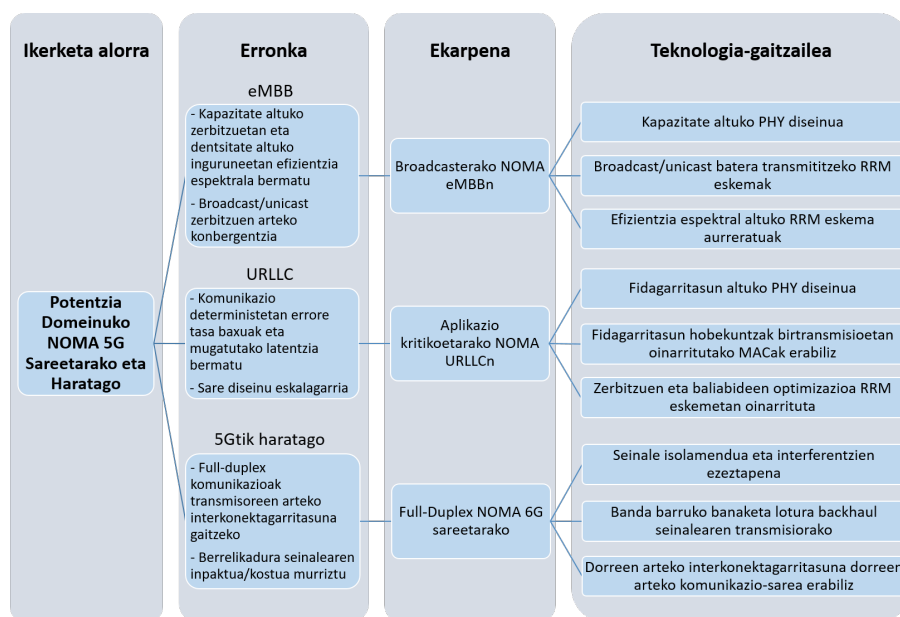 Ikerketa alorra
Erronka
Ekarpena
Teknologia-gaitzailea
Potentzia
Domeinuko
NOMA 5G
Sareetarako eta
Haratago
eMBB
- Kapazitate altuko
zerbitzuetan eta
dentsitate altuko
inguruneetan efizientzia
espektrala bermatu
- Broadcast/unicast
zerbitzuen arteko
konbergentzia
Broadcasterako NOMA
eMBBn
Kapazitate altuko PHY diseinua
Broadcast/unicast batera transmititzeko RRM
eskemak
Efizientzia espektral altuko RRM eskema
aurreratuak
URLLC
- Komunikazio
deterministetan errore
tasa baxuak eta
mugatutako latentzia
bermatu
- Sare diseinu eskalagarria
Aplikazio
kritikoetarako NOMA
URLLCn
Fidagarritasun altuko PHY diseinua
Fidagarritasun hobekuntzak birtransmisioetan
oinarritutako MACak erabiliz
Zerbitzuen eta baliabideen optimizazioa RRM
eskemetan oinarrituta
5Gtik haratago
- Full-duplex
komunikazioak
transmisoreen arteko
interkonektagarritasuna
gaitzeko
- Berrelikadura seinalearen
inpaktua/kostua murriztu
Full-Duplex NOMA 6G
sareetarako
Seinale isolamendua eta interferentzien
ezeztapena
Banda barruko banaketa lotura backhaul
seinalearen transmisiorako
Dorreen arteko interkonektagarritasuna dorreen
arteko komunikazio-sarea erabiliz